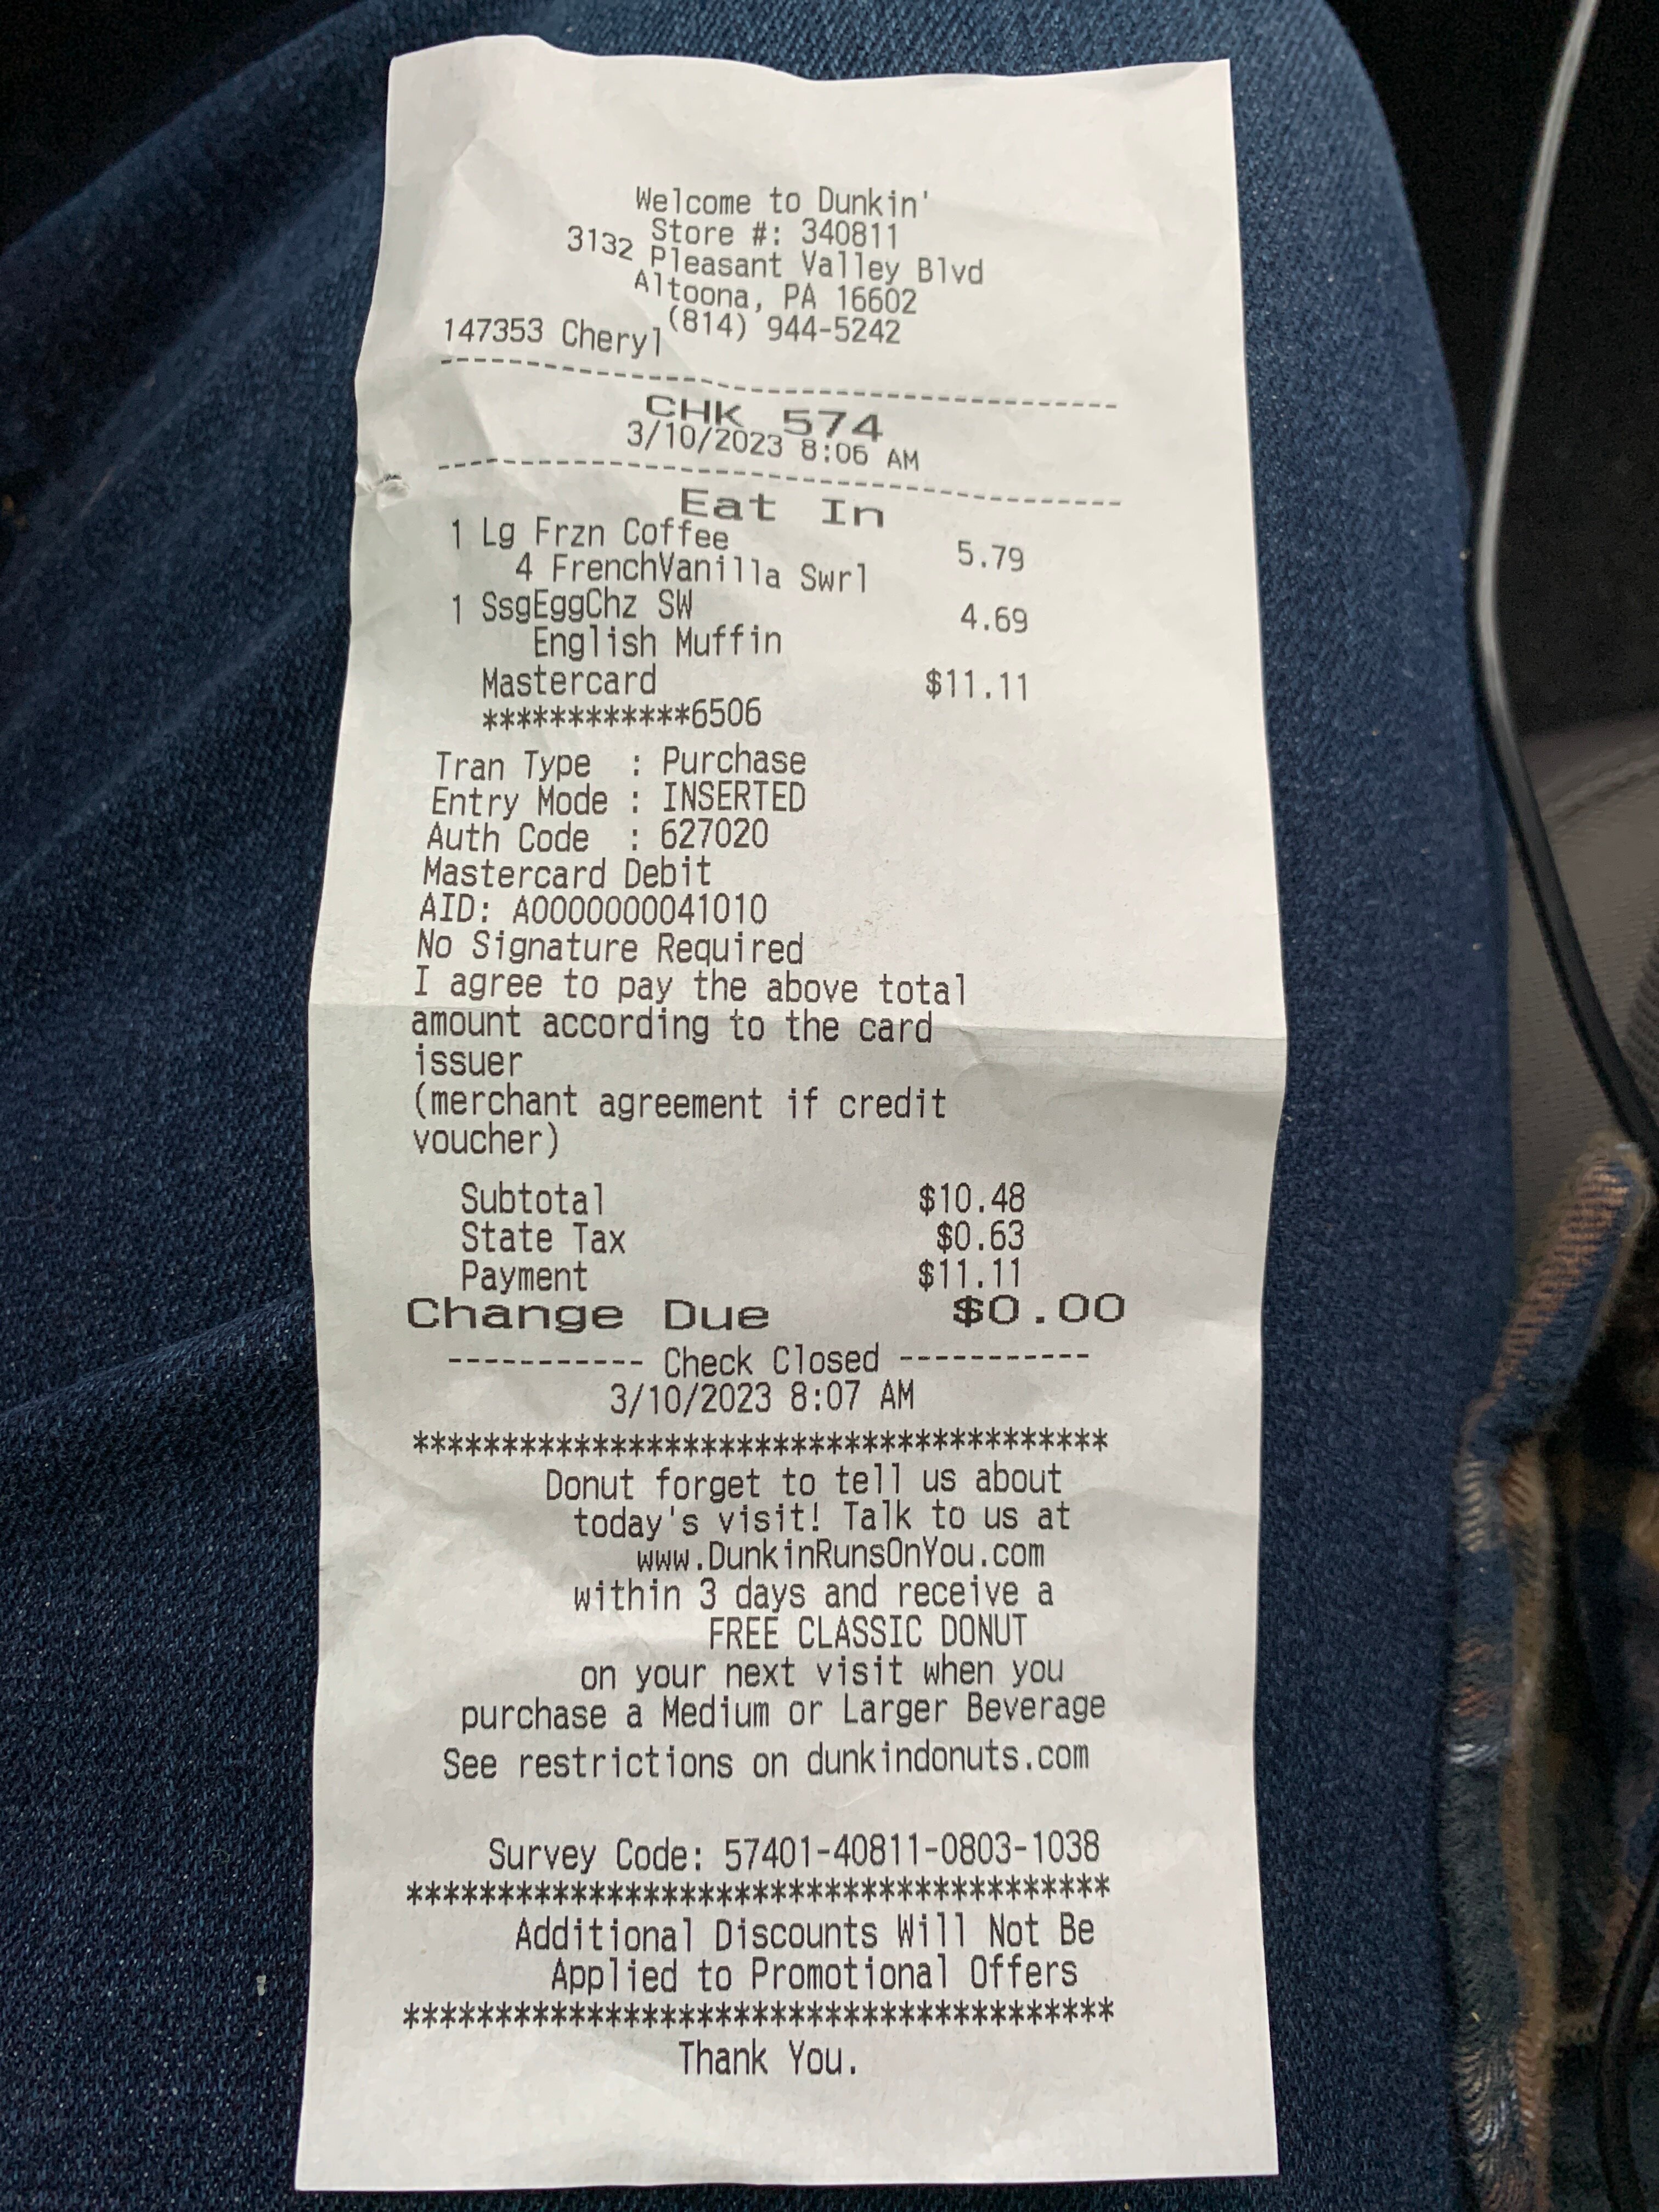 Welcome to Dunkin'
Store #: 340811
3132 Pleasant Valley Blvd
Altoona, PA 16602
(814) 944-5242
147353 Cheryl
--------------------------------------
CHK 574
3/10/2023 8:06 AM
--------------------------------------
Eat In
1 Lg Frzn Coffee 5.79
4 FrenchVanilla Swrl
1 SsgEggChz SW 4.69
English Muffin
Mastercard $11.11
************6506
Tran Type : Purchase
Entry Mode : INSERTED
Auth Code : 627020
Mastercard Debit
AID: A0000000041010
No Signature Required
I agree to pay the above total
amount according to the card
issuer
(merchant agreement if credit
voucher)
Subtotal $10.48
State Tax $0.63
Payment $11.11
Change Due $0.00
----------- Check Closed -----------
3/10/2023 8:07 AM
***************************************
Donut forget to tell us about
today's visit! Talk to us at
www.DunkinRunsOnYou.com
within 3 days and receive a
FREE CLASSIC DONUT
on your next visit when you
purchase a Medium or Larger Beverage
See restrictions on dunkindonuts.com
Survey Code: 57401-40811-0803-1038
***************************************
Additional Discounts Will Not Be
Applied to Promotional Offers
***************************************
Thank You.